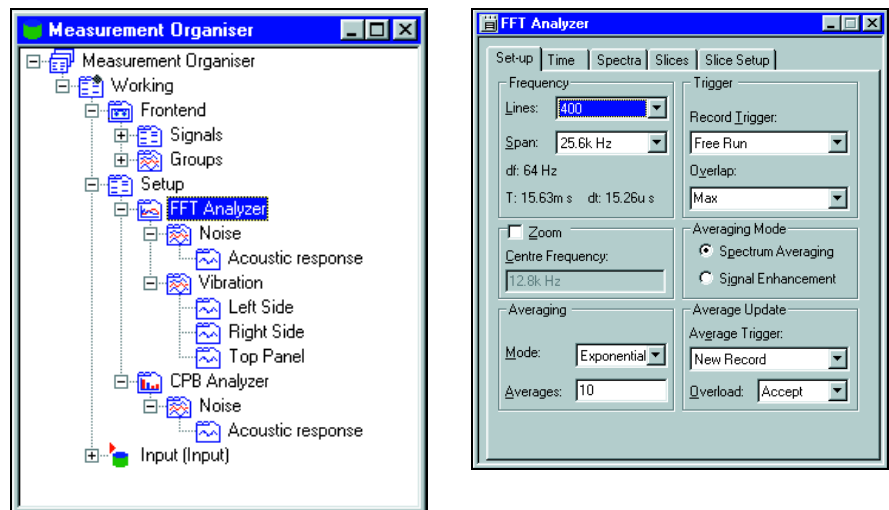 Measurement Organiser
Measurement Organiser
Working
Frontend
Signals
Groups
Setup
FFT Analyzer
Noise
Acoustic response
Vibration
Left Side
Right Side
Top Panel
CPB Analyzer
Noise
Acoustic response
Input (Input)
FFT Analyzer
Set-up Time Spectra Slices Slice Setup
Frequency
Lines: 400
Span: 25.6k Hz
df: 64 Hz
T: 15.63m s dt: 15.26u s
Trigger
Record Trigger:
Free Run
Overlap:
Max
Zoom
Centre Frequency:
12.8k Hz
Averaging Mode
Spectrum Averaging
Signal Enhancement
Averaging
Mode: Exponential
Averages: 10
Average Update
Average Trigger:
New Record
Overload: Accept